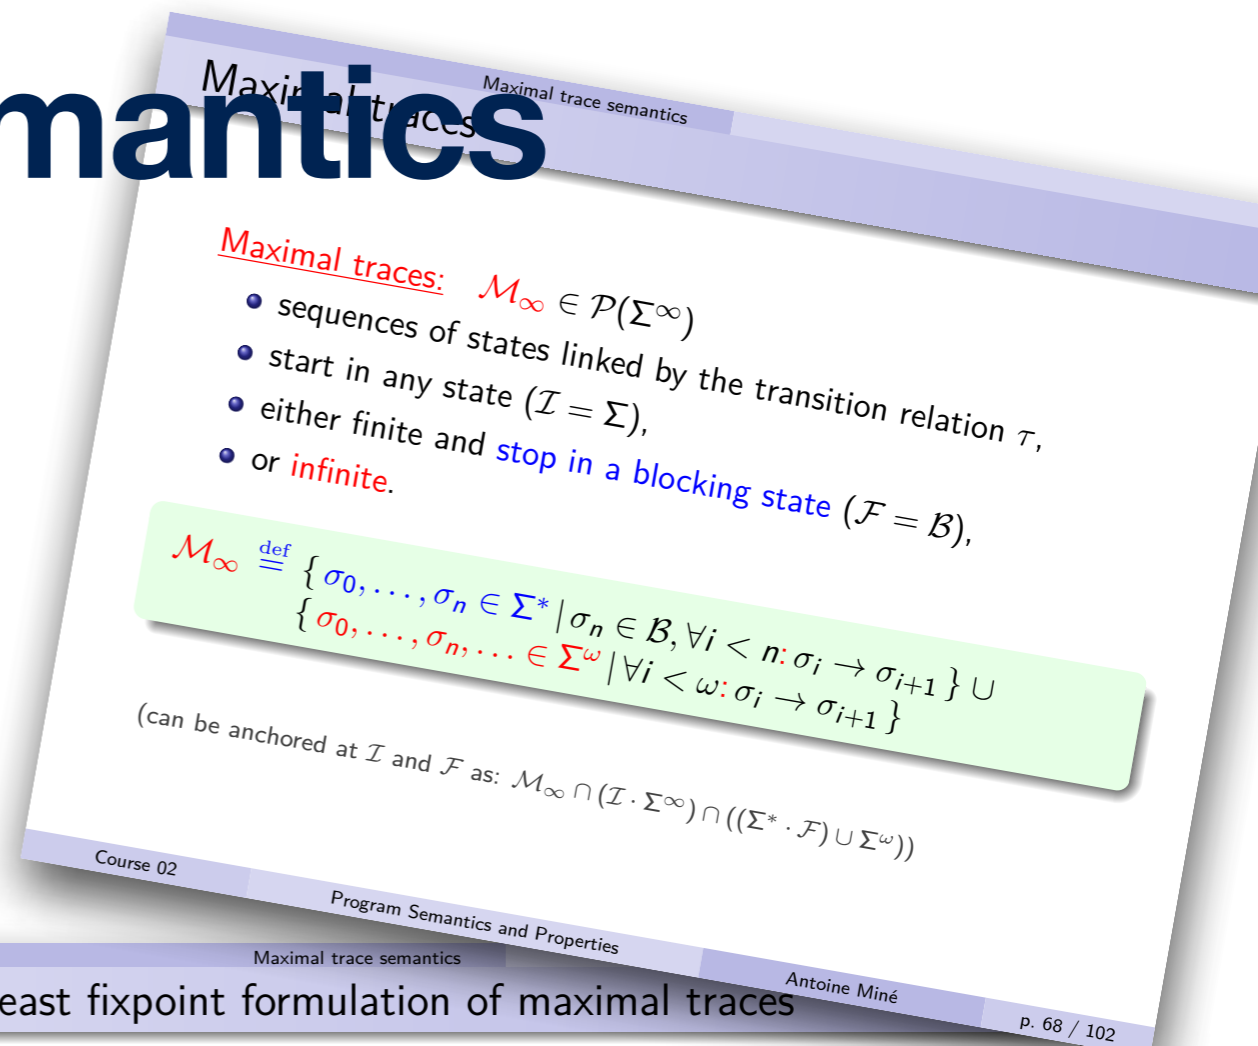 mantics
Maximal trace semantics
Maximal traces
Maximal traces: ℳ∞ ∈ 𝒫(Σ^∞)
sequences of states linked by the transition relation τ,
start in any state (ℐ = Σ),
either finite and stop in a blocking state (ℱ = ℬ),
or infinite.
ℳ∞ ≝ { σ₀, . . . , σₙ ∈ Σ* | σₙ ∈ ℬ, ∀i < n: σᵢ → σᵢ₊₁ } ∪
{ σ₀, . . . , σₙ, . . . ∈ Σ^ω | ∀i < ω: σᵢ → σᵢ₊₁ }
(can be anchored at ℐ and ℱ as: ℳ∞ ∩ (ℐ · Σ^∞) ∩ ((Σ* · ℱ) ∪ Σ^ω))
Course 02
Program Semantics and Properties
Antoine Miné
p. 68 / 102
Maximal trace semantics
east fixpoint formulation of maximal traces